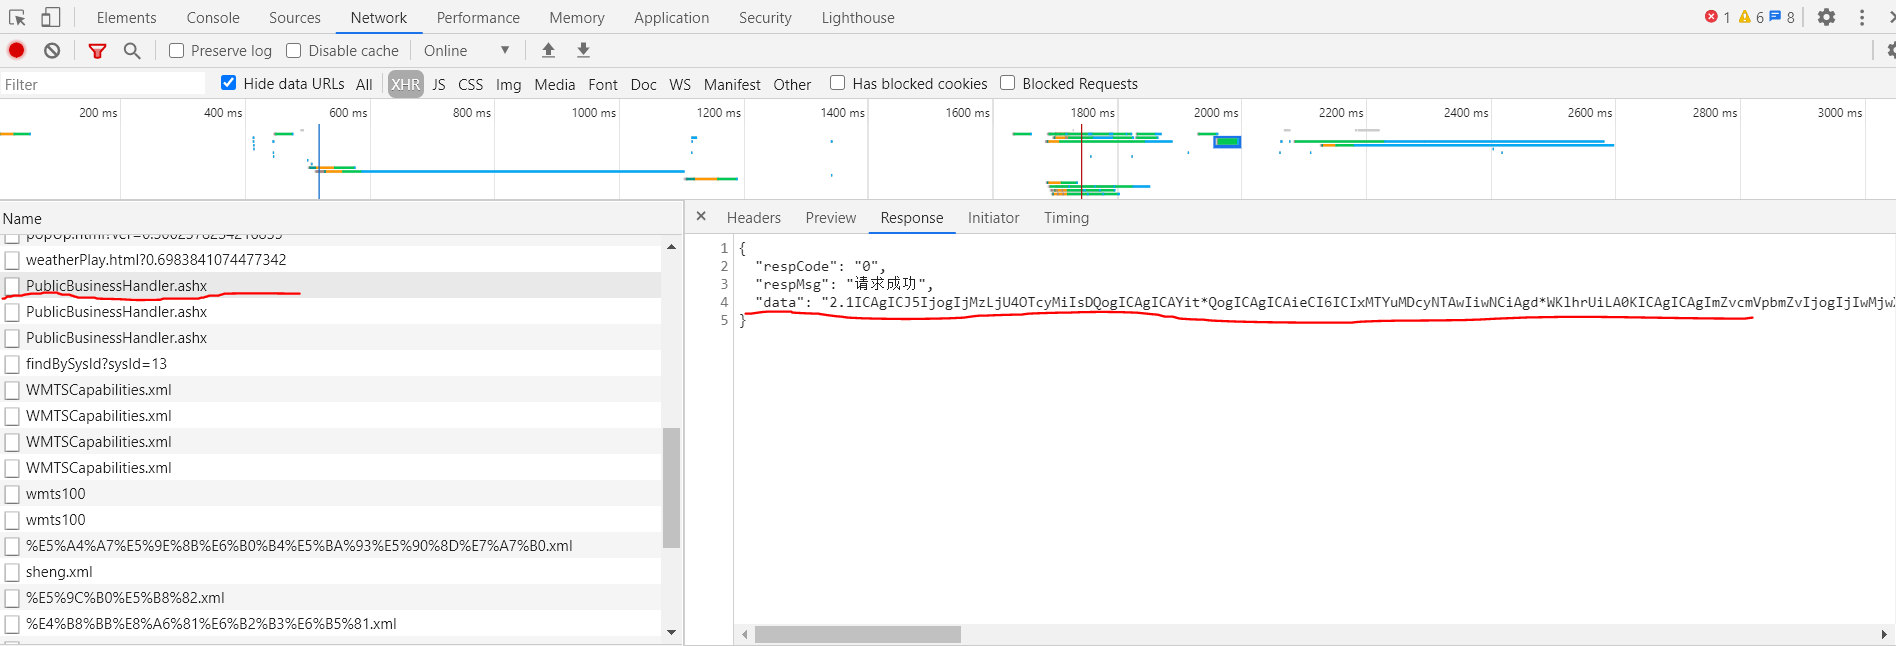 Elements Console Sources Network Performance Memory Application Security Lighthouse 1 6 8
Preserve log Disable cache Online
Filter Hide data URLs All XHR JS CSS Img Media Font Doc WS Manifest Other Has blocked cookies Blocked Requests
200 ms 400 ms 600 ms 800 ms 1000 ms 1200 ms 1400 ms 1600 ms 1800 ms 2000 ms 2200 ms 2400 ms 2600 ms 2800 ms 3000 ms
Name
weatherPlay.html?0.6983841074477342
PublicBusinessHandler.ashx
PublicBusinessHandler.ashx
PublicBusinessHandler.ashx
findBySysId?sysId=13
WMTSCapabilities.xml
WMTSCapabilities.xml
WMTSCapabilities.xml
WMTSCapabilities.xml
wmts100
wmts100
%E5%A4%A7%E5%9E%8B%E6%B0%B4%E5%BA%93%E5%90%8D%E7%A7%B0.xml
sheng.xml
%E5%9C%B0%E5%B8%82.xml
%E4%B8%BB%E8%A6%81%E6%B2%B3%E6%B5%81.xml
Headers Preview Response Initiator Timing
1 {
2 "respCode": "0",
3 "respMsg": "请求成功",
4 "data": "2.1ICAgICJ5IjogIjMzLjU4OTcyMiIsDQogICAgICAYit*QogICAgICAieCI6ICIxMTYuMDcyNTAwIiwNCiAgd*WK1hrUiLA0KICAgICAgImZvcmVpbmZvIjogIjIwMjw
5 }